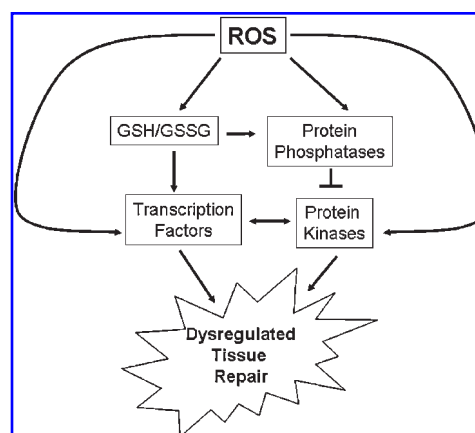 ROS
GSH/GSSG
Protein
Phosphatases
Transcription
Factors
Protein
Kinases
Dysregulated
Tissue
Repair